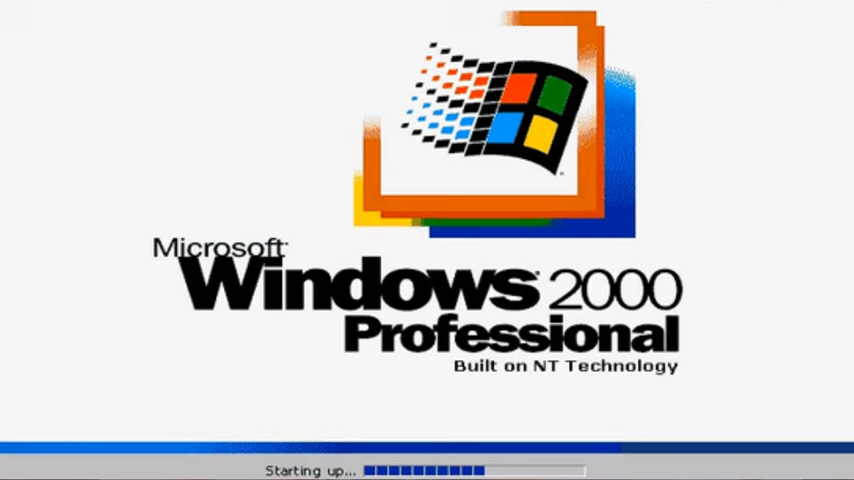 Microsoft
Windows 2000
Professional
Built on NT Technology
Starting up...